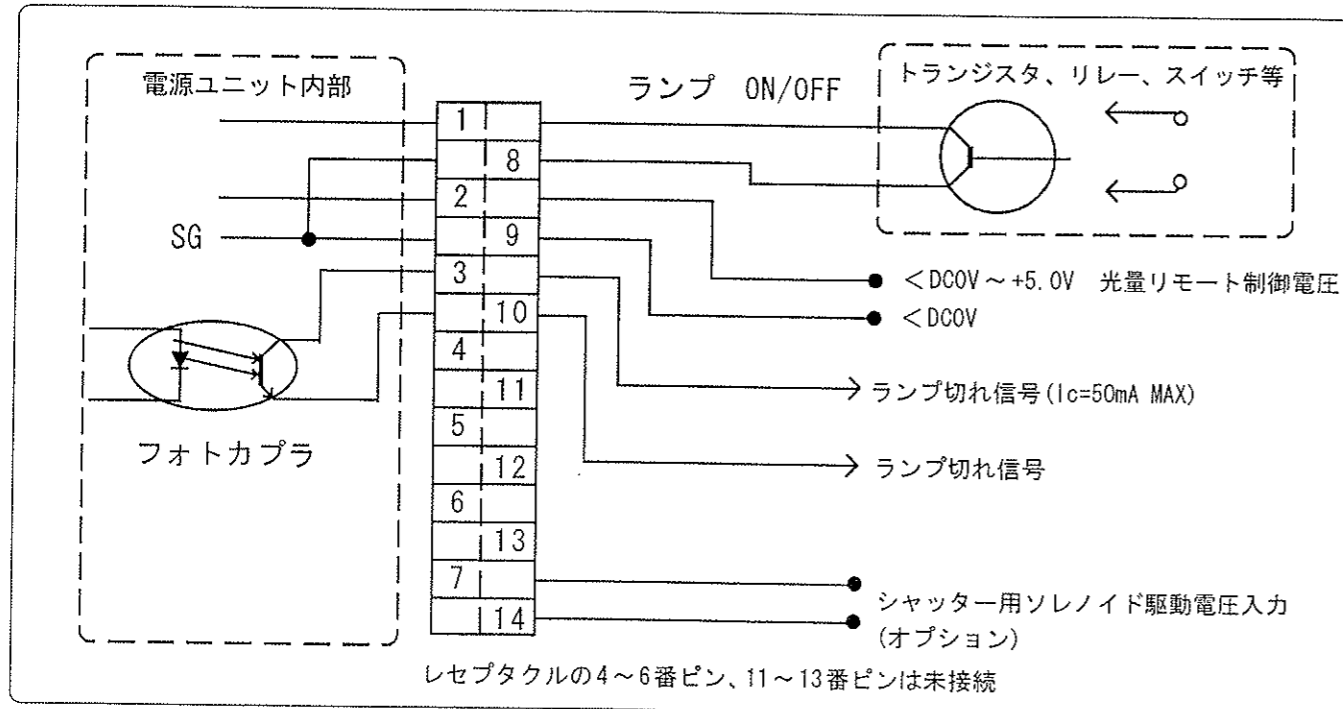 電源ユニット内部
ランプ ON/OFF
トランジスタ、リレー、スイッチ等
1
8
2
SG
9
3
<DC0V～+5.0V 光量リモート制御電圧
10
<DC0V
4
11
ランプ切れ信号(Ic=50mA MAX)
5
フォトカプラ
12
ランプ切れ信号
6
13
7
シャッター用ソレノイド駆動電圧入力
14
(オプション)
レセプタクルの4～6番ピン、11～13番ピンは未接続